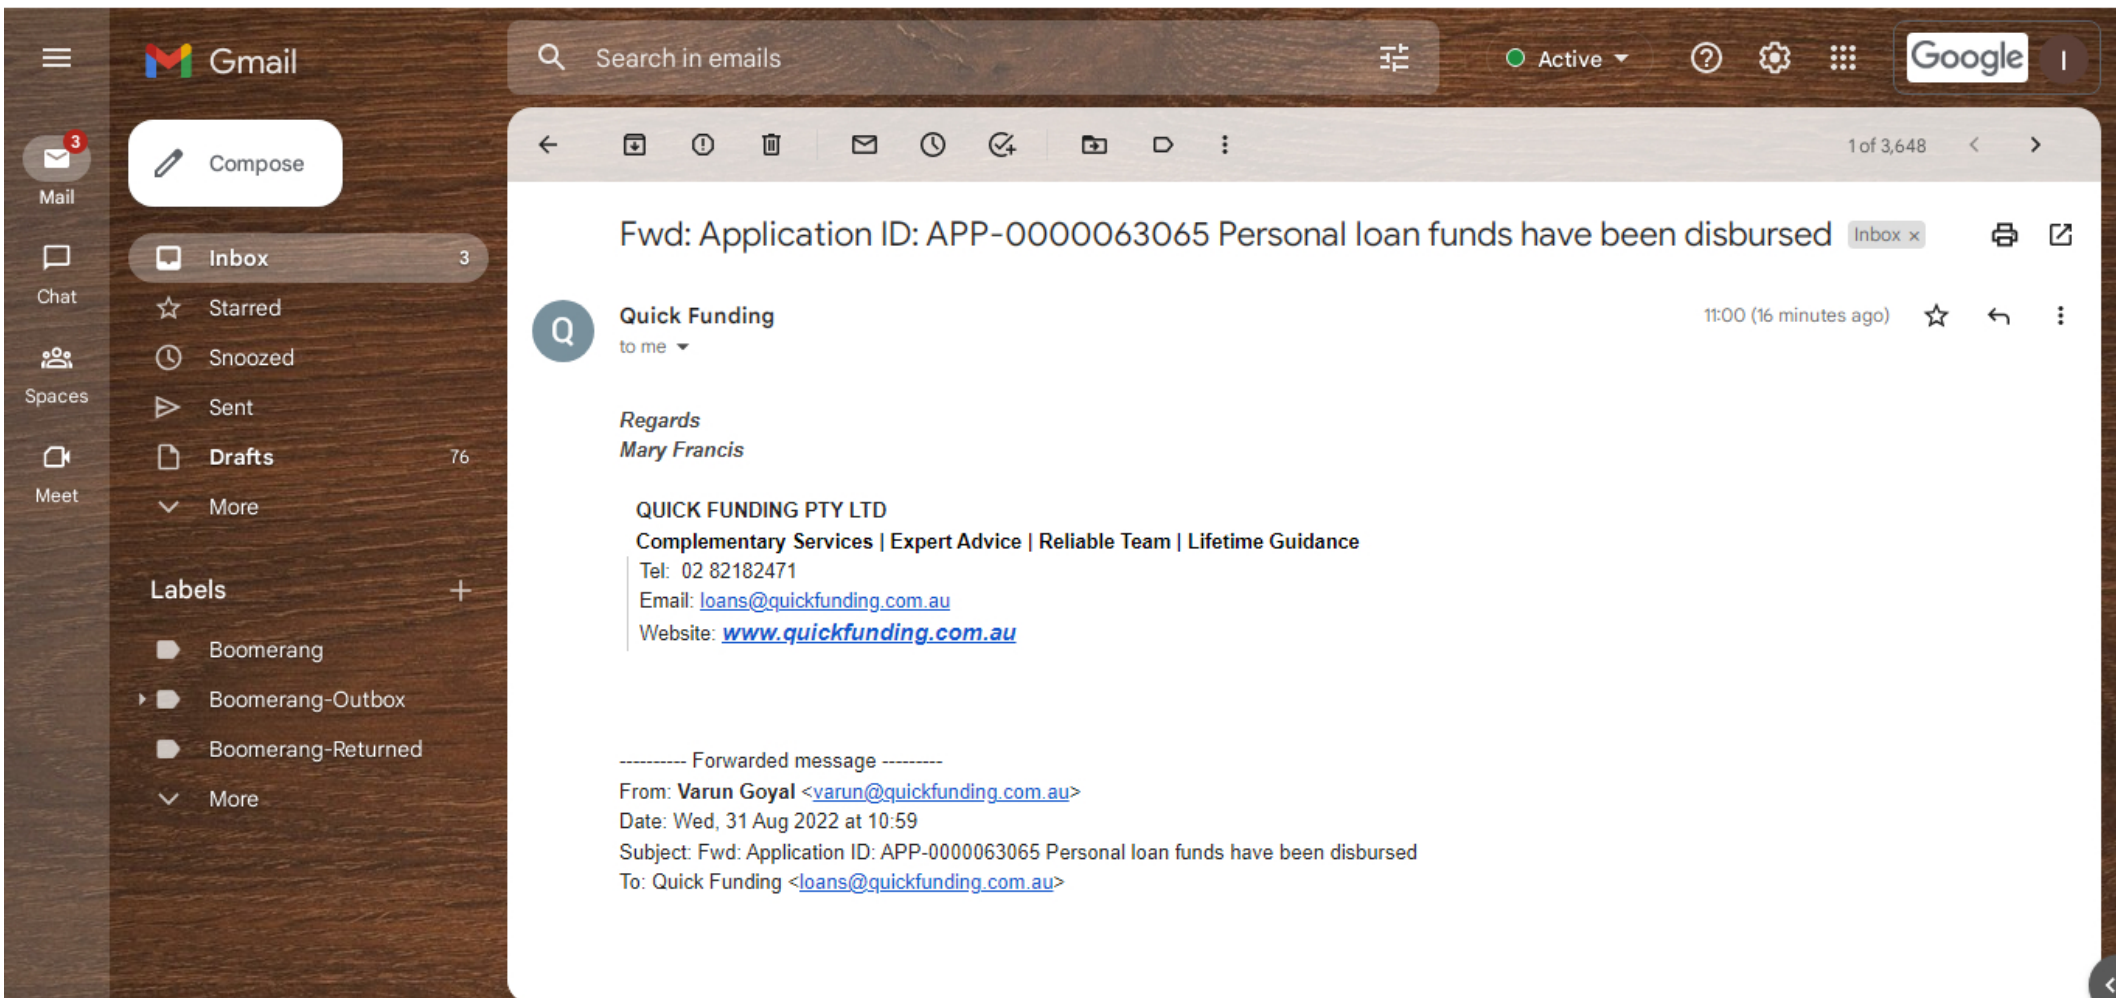 Gmail
Search in emails
Active
Google
I
3
Mail
Compose
1 of 3,648
Fwd: Application ID: APP-0000063065 Personal loan funds have been disbursed
Inbox ×
Inbox 3
Chat
Starred
Q
Quick Funding
11:00 (16 minutes ago)
to me
Snoozed
Spaces
Sent
Regards
Mary Francis
Drafts 76
Meet
More
QUICK FUNDING PTY LTD
Complementary Services | Expert Advice | Reliable Team | Lifetime Guidance
Tel: 02 82182471
Email: loans@quickfunding.com.au
Website: www.quickfunding.com.au
Labels
Boomerang
Boomerang-Outbox
Boomerang-Returned
More
---------- Forwarded message ---------
From: Varun Goyal <varun@quickfunding.com.au>
Date: Wed, 31 Aug 2022 at 10:59
Subject: Fwd: Application ID: APP-0000063065 Personal loan funds have been disbursed
To: Quick Funding <loans@quickfunding.com.au>